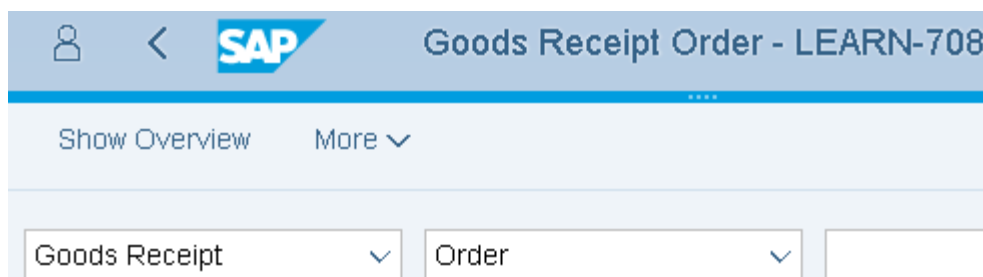 SAP Goods Receipt Order - LEARN-708
Show Overview More
Goods Receipt Order